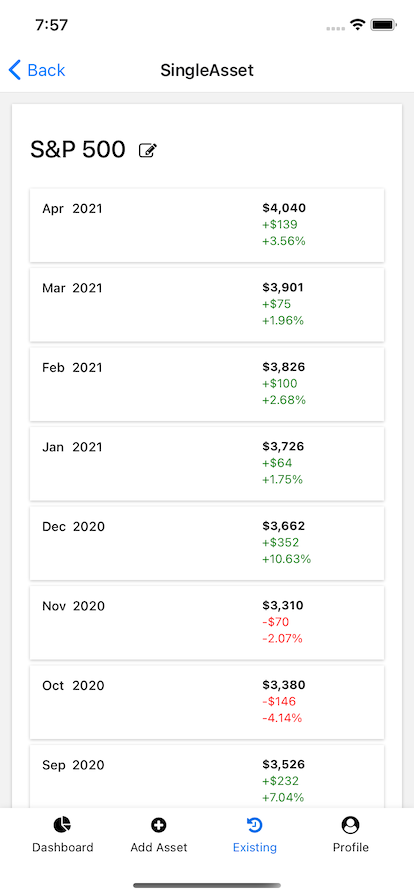 7:57
Back
SingleAsset
S&P 500
Apr 2021
$4,040
+$139
+3.56%
Mar 2021
$3,901
+$75
+1.96%
Feb 2021
$3,826
+$100
+2.68%
Jan 2021
$3,726
+$64
+1.75%
Dec 2020
$3,662
+$352
+10.63%
Nov 2020
$3,310
-$70
-2.07%
Oct 2020
$3,380
-$146
-4.14%
Sep 2020
$3,526
+$232
+7.04%
Dashboard
Add Asset
Existing
Profile